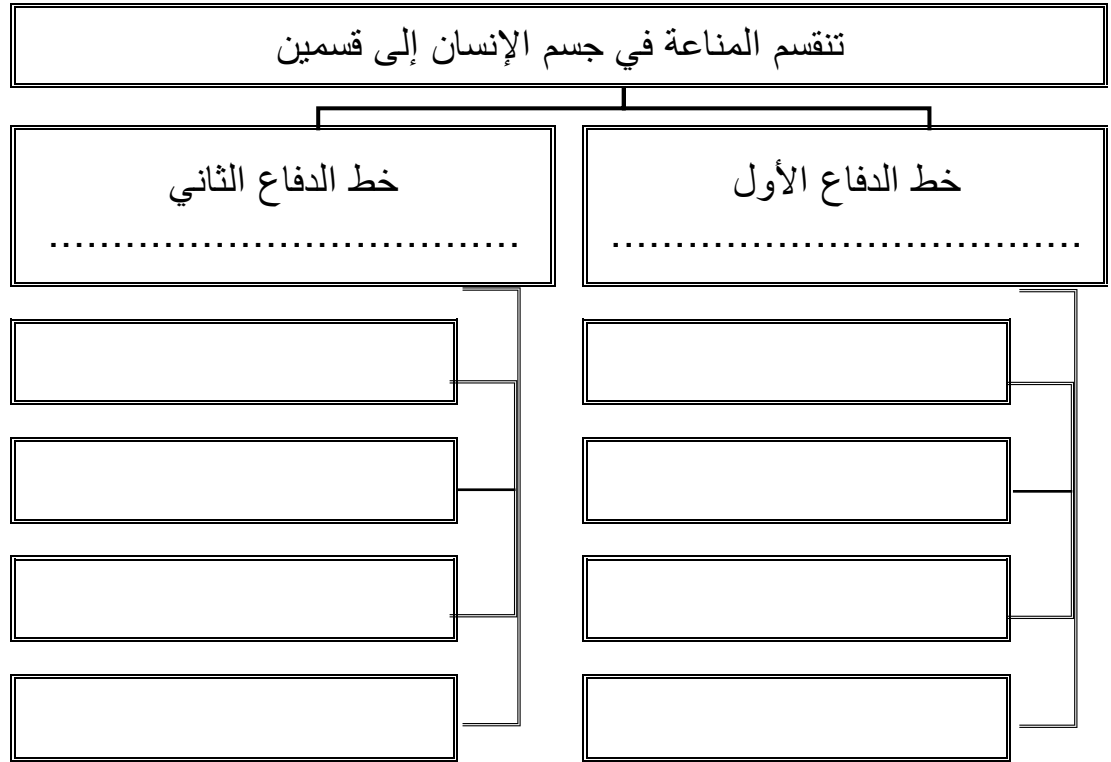 تنقسم المناعة في جسم الإنسان إلى قسمين
خط الدفاع الأول
.....................................
خط الدفاع الثاني
.....................................